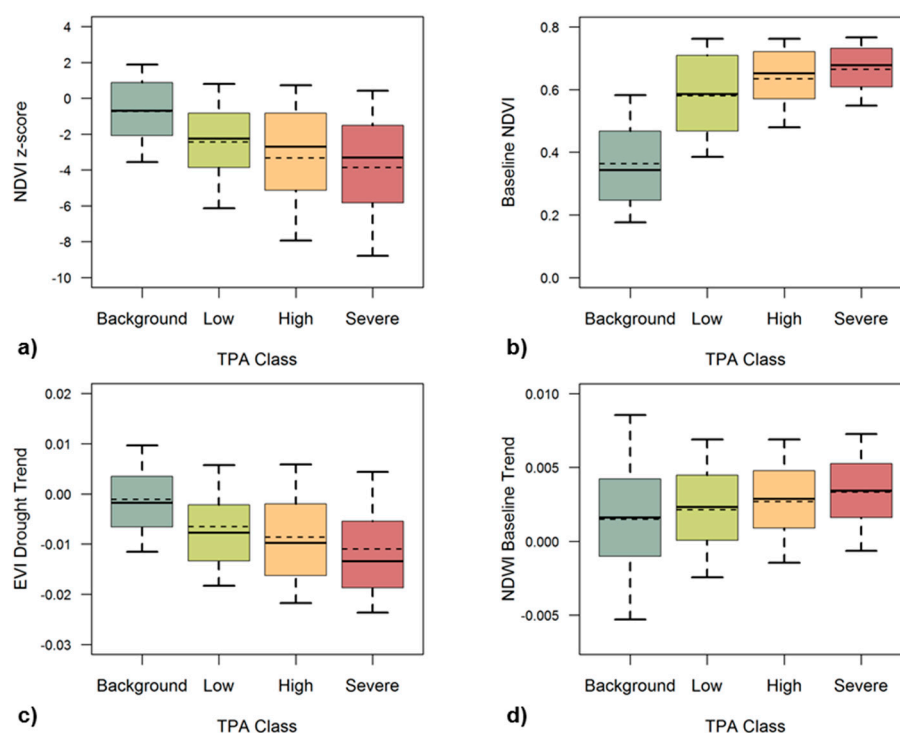 4
2
0
-2
-4
-6
-8
-10
NDVI z-score
Background Low High Severe
a)
TPA Class
0.8
0.6
0.4
0.2
0.0
Baseline NDVI
Background Low High Severe
b)
TPA Class
0.02
0.01
0.00
-0.01
-0.02
-0.03
EVI Drought Trend
Background Low High Severe
c)
TPA Class
0.010
0.005
0.000
-0.005
NDWI Baseline Trend
Background Low High Severe
d)
TPA Class